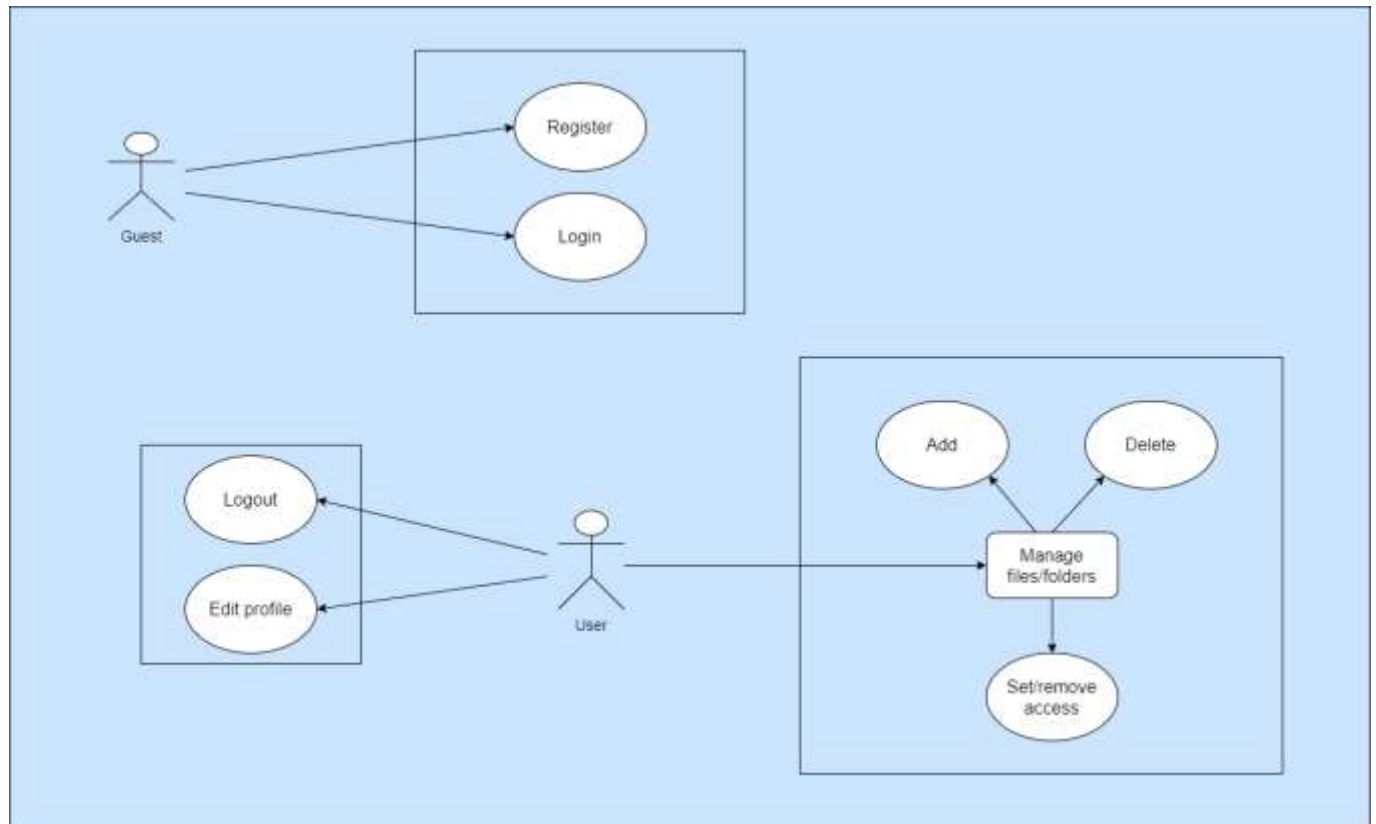 Register
Guest
Login
Add
Delete
Logout
Manage
files/folders
Edit profile
User
Set/remove
access